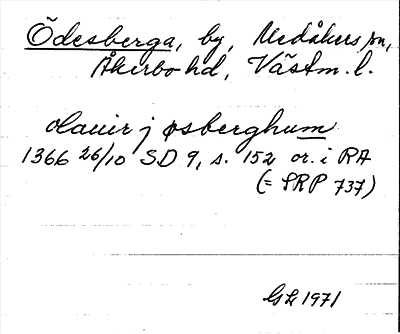 Ödesberga, by, Medåkers sn,
Åkerbo hd, Västm. l.
olauir j øsberghum
1366 26/10 SD 9, s. 152 or. i RA
(= SRP 737)
GL 1971